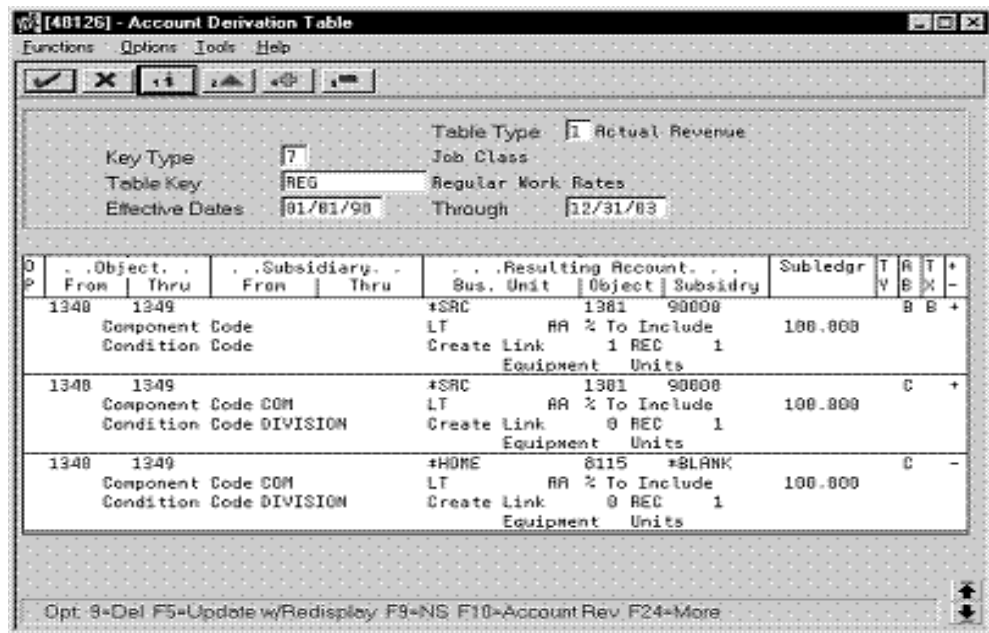 [48126] - Account Derivation Table
Functions Options Tools Help
Table Type 1 Actual Revenue
Key Type 7 Job Class
Table Key REG Regular Work Rates
Effective Dates 01/01/90 Through 12/31/03
O P . .Object. . . .Subsidiary. . . . .Resulting Account. . . Subledgr T A T +
From Thru From Thru Bus. Unit Object Subsidry Y B X -
1340 1349 *SRC 1381 90000 B B +
Component Code LT AA % To Include 100.000
Condition Code Create Link 1 REC 1
Equipment Units
1340 1349 *SRC 1381 90000 C +
Component Code COM LT AA % To Include 100.000
Condition Code DIVISION Create Link 0 REC 1
Equipment Units
1340 1349 *HOME 8115 *BLANK C -
Component Code COM LT AA % To Include 100.000
Condition Code DIVISION Create Link 0 REC 1
Equipment Units
Opt: 9=Del F5=Update w/Redisplay F9=NS F10=Account Rev F24=More